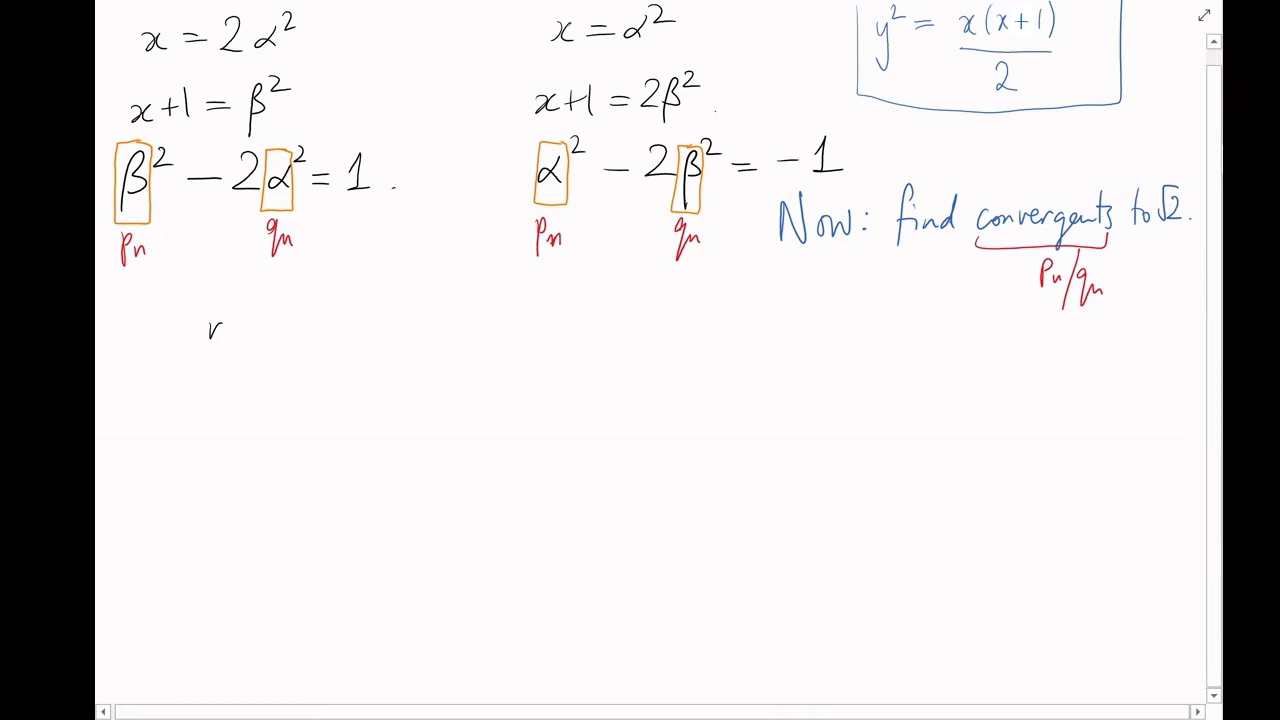 x = 2α²
x+1 = β²
β² − 2α² = 1.
pₙ qₙ
x = α²
x+1 = 2β².
α² − 2β² = −1
pₙ qₙ
y² = x(x+1)/2
Now: find convergents to √2.
pₙ/qₙ